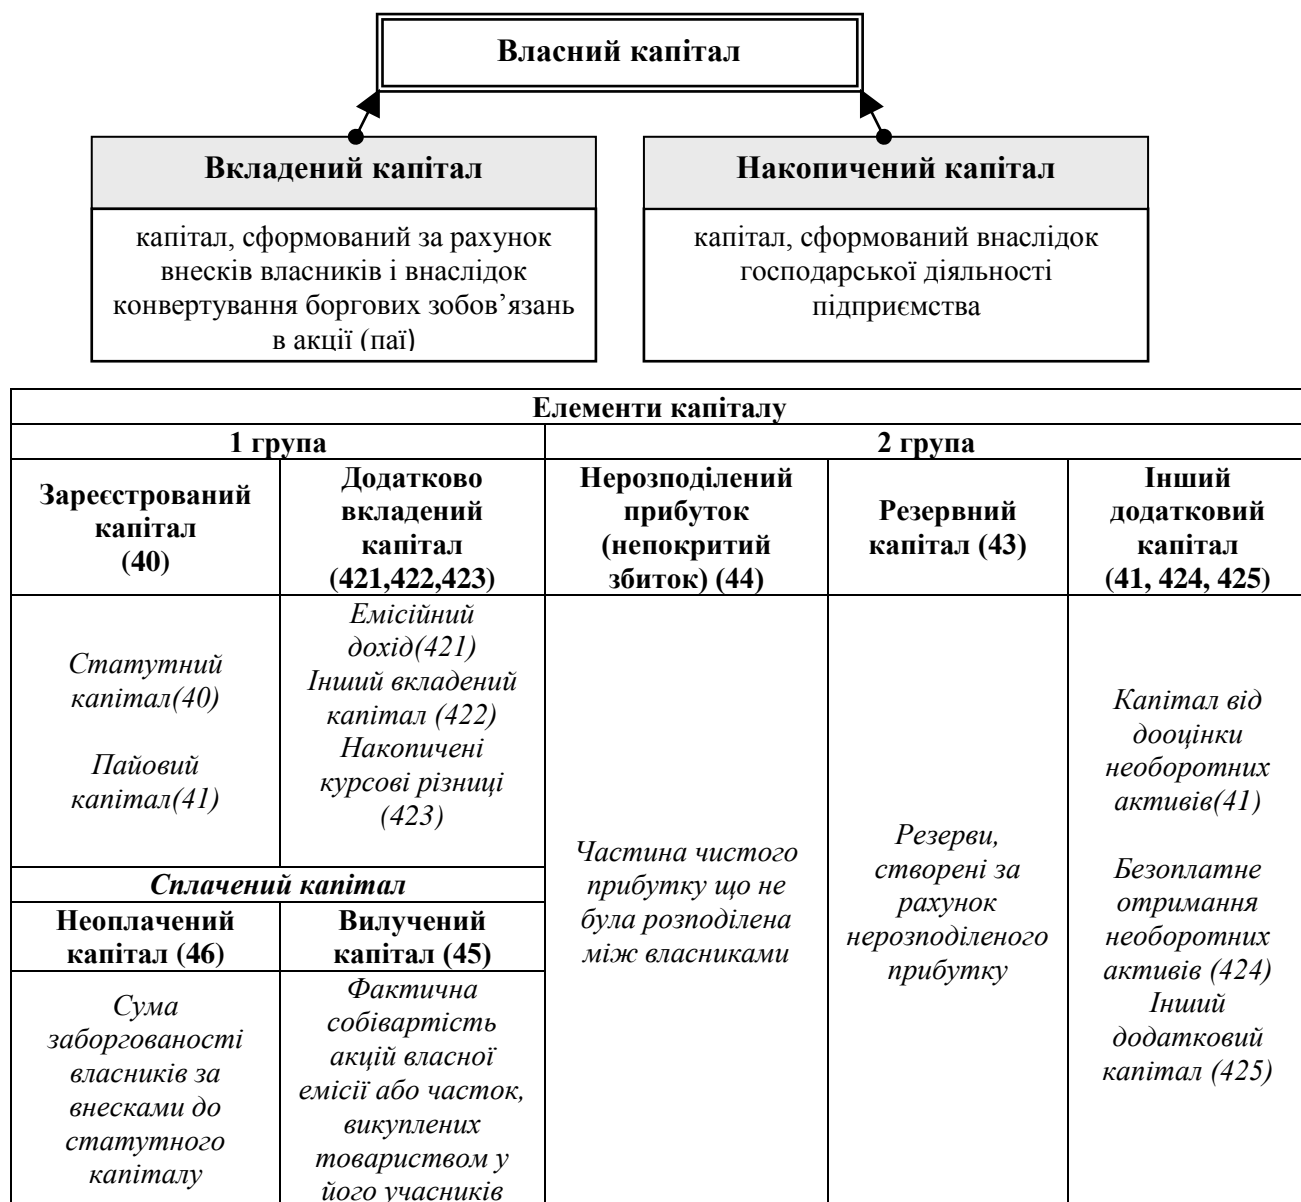 Власний капітал
Вкладений капітал
капітал, сформований за рахунок
внесків власників і внаслідок
конвертування боргових зобов’язань
в акції (паї)
Накопичений капітал
капітал, сформований внаслідок
господарської діяльності
підприємства
Елементи капіталу
1 група
2 група
Зареєстрований
капітал
(40)
Додатково
вкладений
капітал
(421,422,423)
Нерозподілений
прибуток
(непокритий
збиток) (44)
Резервний
капітал (43)
Інший
додатковий
капітал
(41, 424, 425)
Статутний
капітал(40)
Пайовий
капітал(41)
Емісійний
дохід(421)
Інший вкладений
капітал (422)
Накопичені
курсові різниці
(423)
Сплачений капітал
Неоплачений
капітал (46)
Вилучений
капітал (45)
Сума
заборгованості
власників за
внесками до
статутного
капіталу
Фактична
собівартість
акцій власної
емісії або часток,
викуплених
товариством у
його учасників
Частина чистого
прибутку що не
була розподілена
між власниками
Резерви,
створені за
рахунок
нерозподіленого
прибутку
Капітал від
дооцінки
необоротних
активів(41)
Безоплатне
отримання
необоротних
активів (424)
Інший
додатковий
капітал (425)